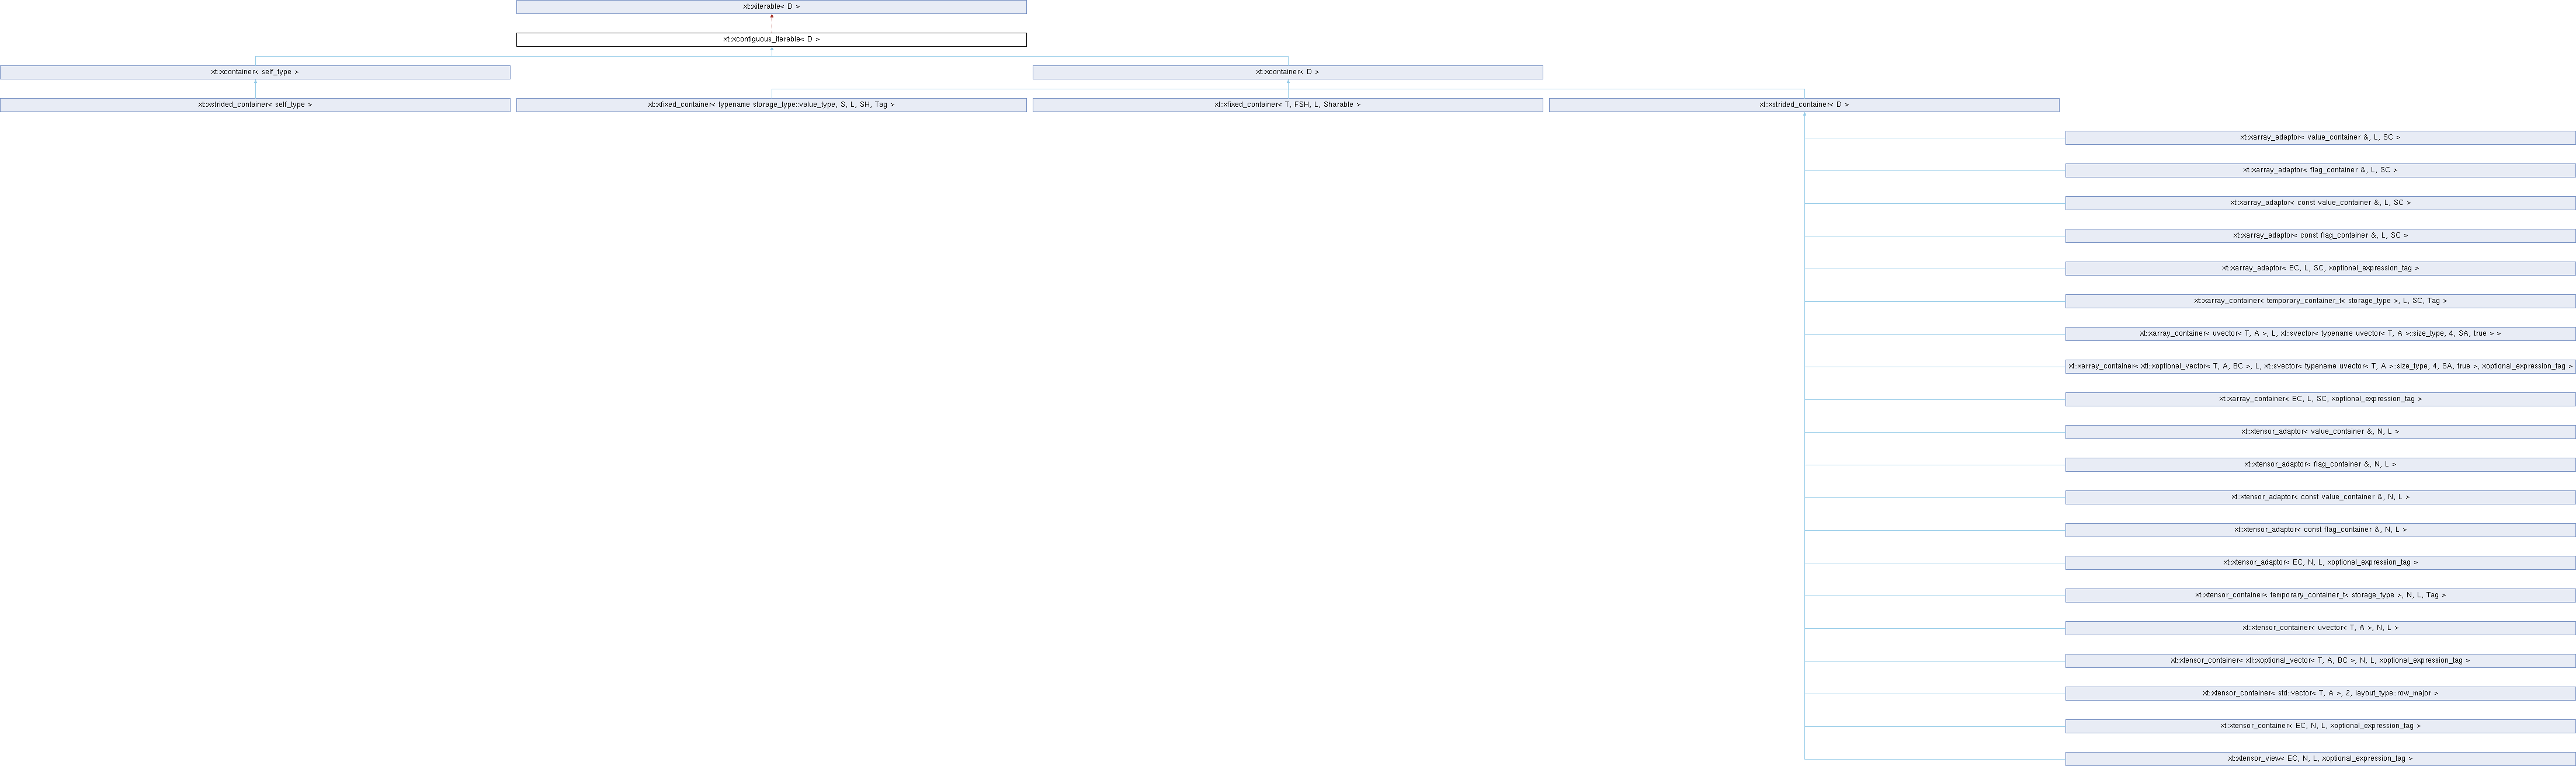 xt::xiterable< D >
xt::xcontiguous_iterable< D >
xt::xcontainer< self_type >
xt::xcontainer< D >
xt::xstrided_container< self_type >
xt::xfixed_container< typename storage_type::value_type, S, L, SH, Tag >
xt::xfixed_container< T, FSH, L, Sharable >
xt::xstrided_container< D >
xt::xarray_adaptor< value_container &, L, SC >
xt::xarray_adaptor< flag_container &, L, SC >
xt::xarray_adaptor< const value_container &, L, SC >
xt::xarray_adaptor< const flag_container &, L, SC >
xt::xarray_adaptor< EC, L, SC, xoptional_expression_tag >
xt::xarray_container< temporary_container_t< storage_type >, L, SC, Tag >
xt::xarray_container< uvector< T, A >, L, xt::svector< typename uvector< T, A >::size_type, 4, SA, true > >
xt::xarray_container< xtl::xoptional_vector< T, A, BC >, L, xt::svector< typename uvector< T, A >::size_type, 4, SA, true >, xoptional_expression_tag >
xt::xarray_container< EC, L, SC, xoptional_expression_tag >
xt::xtensor_adaptor< value_container &, N, L >
xt::xtensor_adaptor< flag_container &, N, L >
xt::xtensor_adaptor< const value_container &, N, L >
xt::xtensor_adaptor< const flag_container &, N, L >
xt::xtensor_adaptor< EC, N, L, xoptional_expression_tag >
xt::xtensor_container< temporary_container_t< storage_type >, N, L, Tag >
xt::xtensor_container< uvector< T, A >, N, L >
xt::xtensor_container< xtl::xoptional_vector< T, A, BC >, N, L, xoptional_expression_tag >
xt::xtensor_container< std::vector< T, A >, 2, layout_type::row_major >
xt::xtensor_container< EC, N, L, xoptional_expression_tag >
xt::xtensor_view< EC, N, L, xoptional_expression_tag >